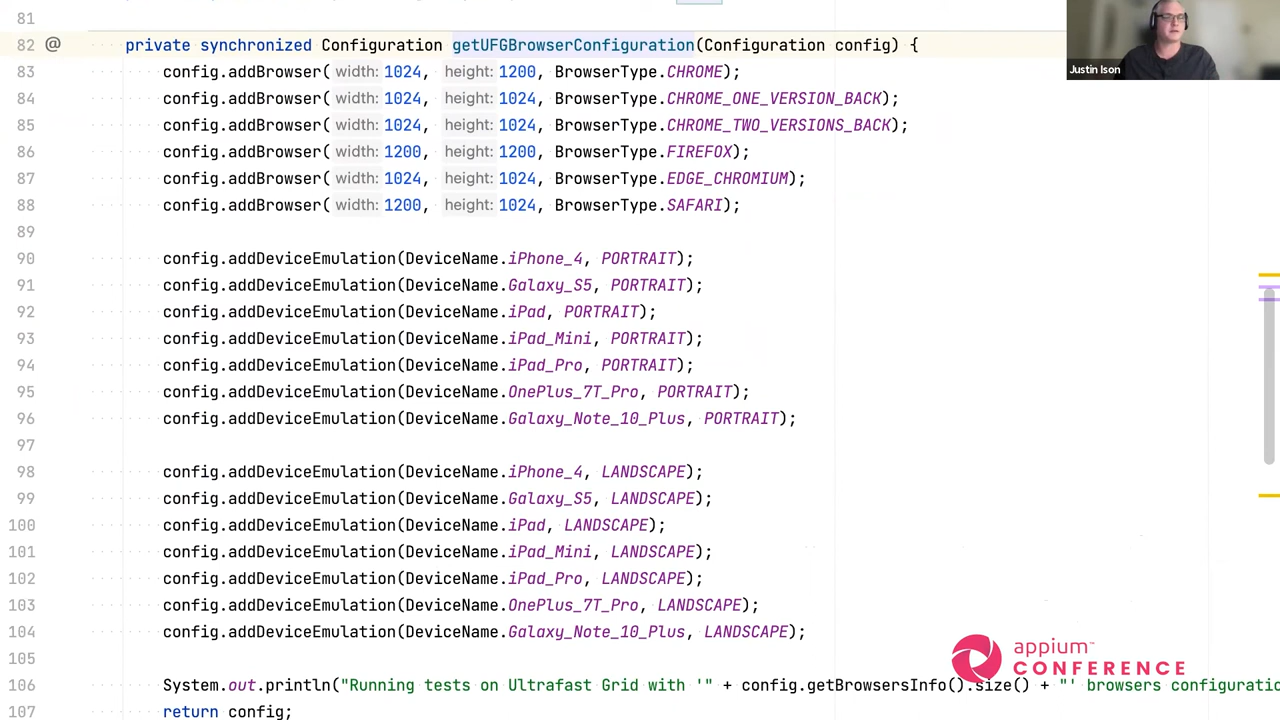 81
82 @ private synchronized Configuration getUFGBrowserConfiguration(Configuration config) {
Justin Ison
83 config.addBrowser( width: 1024, height: 1200, BrowserType.CHROME);
84 config.addBrowser( width: 1024, height: 1024, BrowserType.CHROME_ONE_VERSION_BACK);
85 config.addBrowser( width: 1024, height: 1024, BrowserType.CHROME_TWO_VERSIONS_BACK);
86 config.addBrowser( width: 1200, height: 1200, BrowserType.FIREFOX);
87 config.addBrowser( width: 1024, height: 1024, BrowserType.EDGE_CHROMIUM);
88 config.addBrowser( width: 1200, height: 1024, BrowserType.SAFARI);
89
90 config.addDeviceEmulation(DeviceName.iPhone_4, PORTRAIT);
91 config.addDeviceEmulation(DeviceName.Galaxy_S5, PORTRAIT);
92 config.addDeviceEmulation(DeviceName.iPad, PORTRAIT);
93 config.addDeviceEmulation(DeviceName.iPad_Mini, PORTRAIT);
94 config.addDeviceEmulation(DeviceName.iPad_Pro, PORTRAIT);
95 config.addDeviceEmulation(DeviceName.OnePlus_7T_Pro, PORTRAIT);
96 config.addDeviceEmulation(DeviceName.Galaxy_Note_10_Plus, PORTRAIT);
97
98 config.addDeviceEmulation(DeviceName.iPhone_4, LANDSCAPE);
99 config.addDeviceEmulation(DeviceName.Galaxy_S5, LANDSCAPE);
100 config.addDeviceEmulation(DeviceName.iPad, LANDSCAPE);
101 config.addDeviceEmulation(DeviceName.iPad_Mini, LANDSCAPE);
102 config.addDeviceEmulation(DeviceName.iPad_Pro, LANDSCAPE);
103 config.addDeviceEmulation(DeviceName.OnePlus_7T_Pro, LANDSCAPE);
104 config.addDeviceEmulation(DeviceName.Galaxy_Note_10_Plus, LANDSCAPE);
105
appium™
CONFERENCE
106 System.out.println("Running tests on Ultrafast Grid with '" + config.getBrowsersInfo().size() + "' browsers configuratio
107 return config;